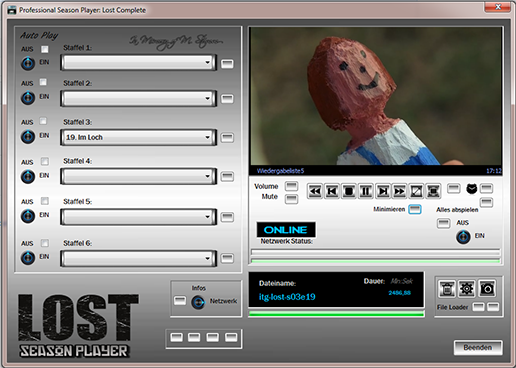 Professional Season Player: Lost Complete
Auto Play
In Memory of M.
AUS
EIN
Staffel 1:
AUS
EIN
Staffel 2:
AUS
EIN
Staffel 3:
19. Im Loch
AUS
EIN
Staffel 4:
AUS
EIN
Staffel 5:
AUS
EIN
Staffel 6:
Wiedergabeliste5 17:12
Volume
Mute
Minimieren
Alles abspielen
AUS
EIN
ONLINE
Netzwerk Status:
Infos
Netzwerk
Dateiname:
itg-lost-s03e19
Dauer: Min:Sek
2486,88
File Loader
LOST
SEASON PLAYER
Beenden